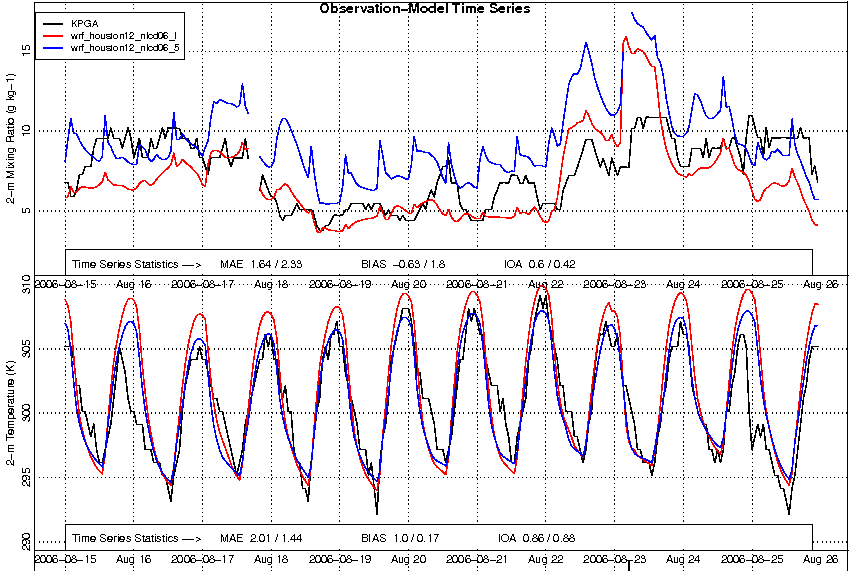 Observation-Model Time Series
KPGA
wrf_houston12_nlcd06_1
wrf_houston12_nlcd06_5
15
10
5
2-m Mixing Ratio (g kg-1)
Time Series Statistics ---> MAE 1.64 / 2.33 BIAS -0.63 / 1.8 IOA 0.6 / 0.42
2006-08-15 Aug 16 2006-08-17 Aug 18 2006-08-19 Aug 20 2006-08-21 Aug 22 2006-08-23 Aug 24 2006-08-25 Aug 26
310
305
300
295
290
2-m Temperature (K)
Time Series Statistics ---> MAE 2.01 / 1.44 BIAS 1.0 / 0.17 IOA 0.86 / 0.88
2006-08-15 Aug 16 2006-08-17 Aug 18 2006-08-19 Aug 20 2006-08-21 Aug 22 2006-08-23 Aug 24 2006-08-25 Aug 26